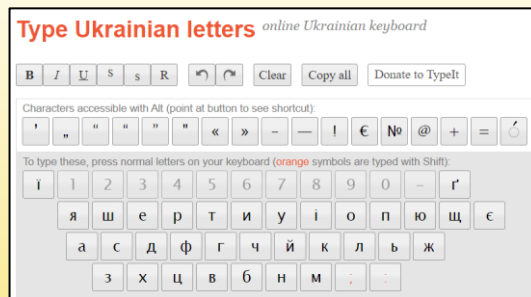 Type Ukrainian letters online Ukrainian keyboard
B I U S s R Clear Copy all Donate to TypeIt
Characters accessible with Alt (point at button to see shortcut):
' „ “ “ ” " « » – — ! € № @ + = ó
To type these, press normal letters on your keyboard (orange symbols are typed with Shift):
ї 1 2 3 4 5 6 7 8 9 0 – ґ
я ш е р т и у і о п ю щ є
а с д ф г ч й к л ь ж
з х ц в б н м ; :